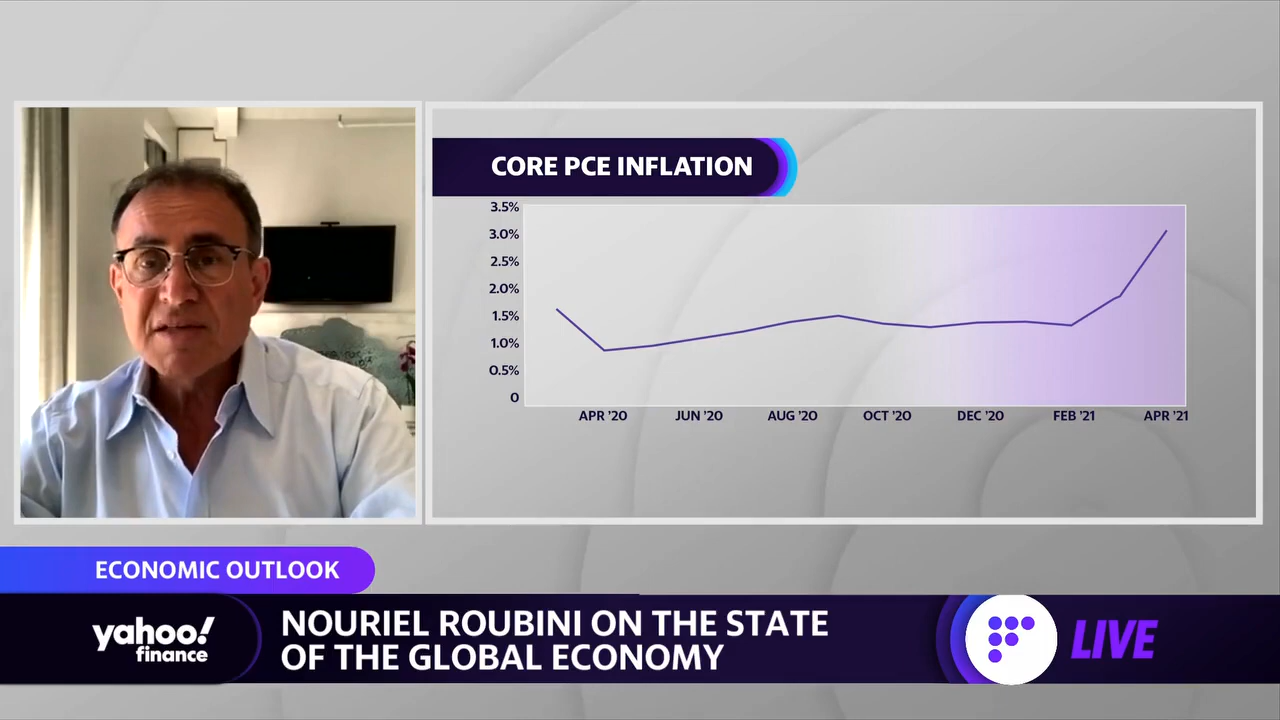 CORE PCE INFLATION
3.5%
3.0%
2.5%
2.0%
1.5%
1.0%
0.5%
0
APR '20
JUN '20
AUG '20
OCT '20
DEC '20
FEB '21
APR '21
ECONOMIC OUTLOOK
yahoo!
finance
NOURIEL ROUBINI ON THE STATE
OF THE GLOBAL ECONOMY
LIVE